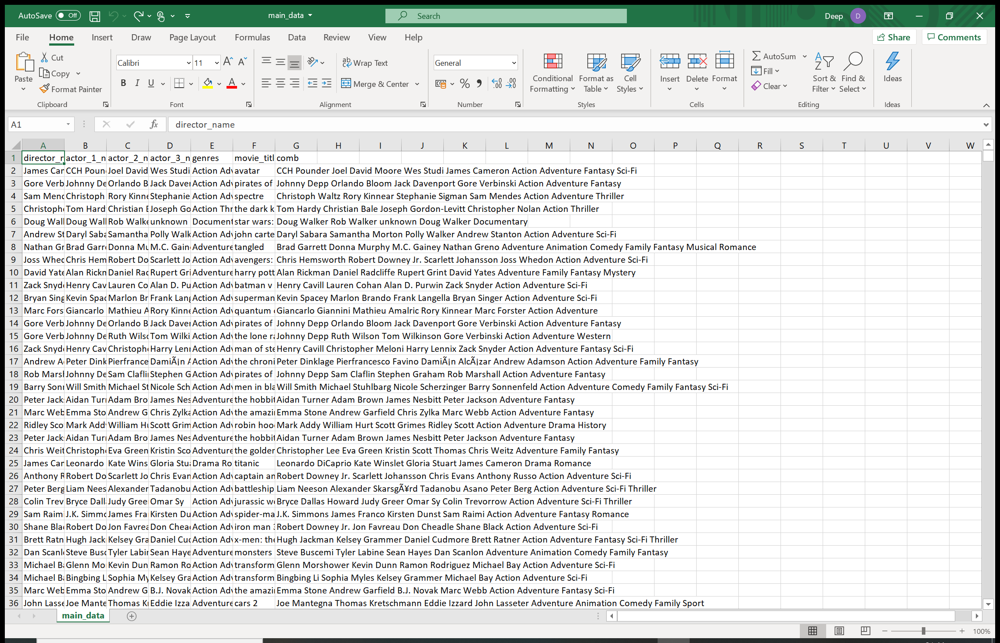 AutoSave Off main_data Search Deep D
File Home Insert Draw Page Layout Formulas Data Review View Help Share Comments
Paste Cut Copy Format Painter Clipboard
Calibri 11 B I U A Font
ab Wrap Text Merge & Center Alignment
General % Number
Conditional Formatting Format as Table Cell Styles Styles
Insert Delete Format Cells
AutoSum Fill Clear Sort & Filter Find & Select Editing
Ideas Ideas
A1 fx director_name
A B C D E F G H I J K L M N O P Q R S T U V W
1 director_n actor_1_n actor_2_n actor_3_n genres movie_titl comb
2 James Car CCH Poun Joel David Wes Studi Action Adv avatar CCH Pounder Joel David Moore Wes Studi James Cameron Action Adventure Fantasy Sci-Fi
3 Gore Verb Johnny De Orlando B Jack Daver Action Adv pirates of Johnny Depp Orlando Bloom Jack Davenport Gore Verbinski Action Adventure Fantasy
4 Sam Menc Christoph Rory Kinne Stephanie Action Adv spectre Christoph Waltz Rory Kinnear Stephanie Sigman Sam Mendes Action Adventure Thriller
5 Christoph Tom Hard Christian B Joseph Go Action Thr the dark k Tom Hardy Christian Bale Joseph Gordon-Levitt Christopher Nolan Action Thriller
6 Doug Wall Doug Wall Rob Walke unknown Document star wars: Doug Walker Rob Walker unknown Doug Walker Documentary
7 Andrew St Daryl Saba Samantha Polly Walk Action Adv john carte Daryl Sabara Samantha Morton Polly Walker Andrew Stanton Action Adventure Sci-Fi
8 Nathan Gr Brad Garre Donna Mu M.C. Gain Adventure tangled Brad Garrett Donna Murphy M.C. Gainey Nathan Greno Adventure Animation Comedy Family Fantasy Musical Romance
9 Joss Whec Chris Hem Robert Do Scarlett Jo Action Adv avengers: Chris Hemsworth Robert Downey Jr. Scarlett Johansson Joss Whedon Action Adventure Sci-Fi
10 David Yate Alan Rickm Daniel Rac Rupert Gri Adventure harry pott Alan Rickman Daniel Radcliffe Rupert Grint David Yates Adventure Family Fantasy Mystery
11 Zack Snyd Henry Cav Lauren Co Alan D. Pu Action Adv batman v Henry Cavill Lauren Cohan Alan D. Purwin Zack Snyder Action Adventure Sci-Fi
12 Bryan Sing Kevin Spac Marlon Br Frank Lang Action Adv superman Kevin Spacey Marlon Brando Frank Langella Bryan Singer Action Adventure Sci-Fi
13 Marc Fors Giancarlo Mathieu A Rory Kinne Action Adv quantum Giancarlo Giannini Mathieu Amalric Rory Kinnear Marc Forster Action Adventure
14 Gore Verb Johnny De Orlando B Jack Daver Action Adv pirates of Johnny Depp Orlando Bloom Jack Davenport Gore Verbinski Action Adventure Fantasy
15 Gore Verb Johnny De Ruth Wils Tom Wilki Action Adv the lone ra Johnny Depp Ruth Wilson Tom Wilkinson Gore Verbinski Action Adventure Western
16 Zack Snyd Henry Cav Christoph Harry Lenn Action Adv man of ste Henry Cavill Christopher Meloni Harry Lennix Zack Snyder Action Adventure Fantasy Sci-Fi
17 Andrew A Peter Dink Pierfrance DamiÃ¡n A Action Adv the chroni Peter Dinklage Pierfrancesco Favino DamiÃ¡n AlcÃ¡zar Andrew Adamson Action Adventure Family Fantasy
18 Rob Marsh Johnny De Sam Claflin Stephen G Action Adv pirates of Johnny Depp Sam Claflin Stephen Graham Rob Marshall Action Adventure Fantasy
19 Barry Sonn Will Smith Michael St Nicole Sch Action Adv men in bla Will Smith Michael Stuhlbarg Nicole Scherzinger Barry Sonnenfeld Action Adventure Comedy Family Fantasy Sci-Fi
20 Peter Jack Aidan Turn Adam Bro James Nes Adventure the hobbit Aidan Turner Adam Brown James Nesbitt Peter Jackson Adventure Fantasy
21 Marc Web Emma Sto Andrew G Chris Zylka Action Adv the amazi Emma Stone Andrew Garfield Chris Zylka Marc Webb Action Adventure Fantasy
22 Ridley Sco Mark Addy William Hu Scott Grim Action Adv robin hoo Mark Addy William Hurt Scott Grimes Ridley Scott Action Adventure Drama History
23 Peter Jack Aidan Turn Adam Bro James Nes Adventure the hobbit Aidan Turner Adam Brown James Nesbitt Peter Jackson Adventure Fantasy
24 Chris Weit Christoph Eva Green Kristin Sco Adventure the golder Christopher Lee Eva Green Kristin Scott Thomas Chris Weitz Adventure Family Fantasy
25 James Car Leonardo Kate Wins Gloria Stua Drama Ro titanic Leonardo DiCaprio Kate Winslet Gloria Stuart James Cameron Drama Romance
26 Anthony R Robert Do Scarlett Jo Chris Evan Action Adv captain an Robert Downey Jr. Scarlett Johansson Chris Evans Anthony Russo Action Adventure Sci-Fi
27 Peter Berg Liam Nees Alexander Tadanobu Action Adv battleship Liam Neeson Alexander SkarsgÃ¥rd Tadanobu Asano Peter Berg Action Adventure Sci-Fi Thriller
28 Colin Trev Bryce Dall Judy Gree Omar Sy Action Adv jurassic wo Bryce Dallas Howard Judy Greer Omar Sy Colin Trevorrow Action Adventure Sci-Fi Thriller
29 Sam Raimi J.K. Simmo James Fra Kirsten Du Action Adv spider-ma J.K. Simmons James Franco Kirsten Dunst Sam Raimi Action Adventure Fantasy Romance
30 Shane Bla Robert Do Jon Favrea Don Chea Action Adv iron man 3 Robert Downey Jr. Jon Favreau Don Cheadle Shane Black Action Adventure Sci-Fi
31 Brett Ratn Hugh Jack Kelsey Gra Daniel Cud Action Adv x-men: the Hugh Jackman Kelsey Grammer Daniel Cudmore Brett Ratner Action Adventure Fantasy Sci-Fi Thriller
32 Dan Scanl Steve Busc Tyler Labin Sean Haye Adventure monsters Steve Buscemi Tyler Labine Sean Hayes Dan Scanlon Adventure Animation Comedy Family Fantasy
33 Michael Ba Glenn Mo Kevin Dun Ramon Ro Action Adv transform Glenn Morshower Kevin Dunn Ramon Rodriguez Michael Bay Action Adventure Sci-Fi
34 Michael Ba Bingbing L Sophia My Kelsey Gra Action Adv transform Bingbing Li Sophia Myles Kelsey Grammer Michael Bay Action Adventure Sci-Fi
35 Marc Web Emma Sto Andrew G B.J. Novak Action Adv the amazi Emma Stone Andrew Garfield B.J. Novak Marc Webb Action Adventure Fantasy Sci-Fi
36 John Lasse Joe Mante Thomas Kr Eddie Izza Adventure cars 2 Joe Mantegna Thomas Kretschmann Eddie Izzard John Lasseter Adventure Animation Comedy Family Sport
main_data
100%